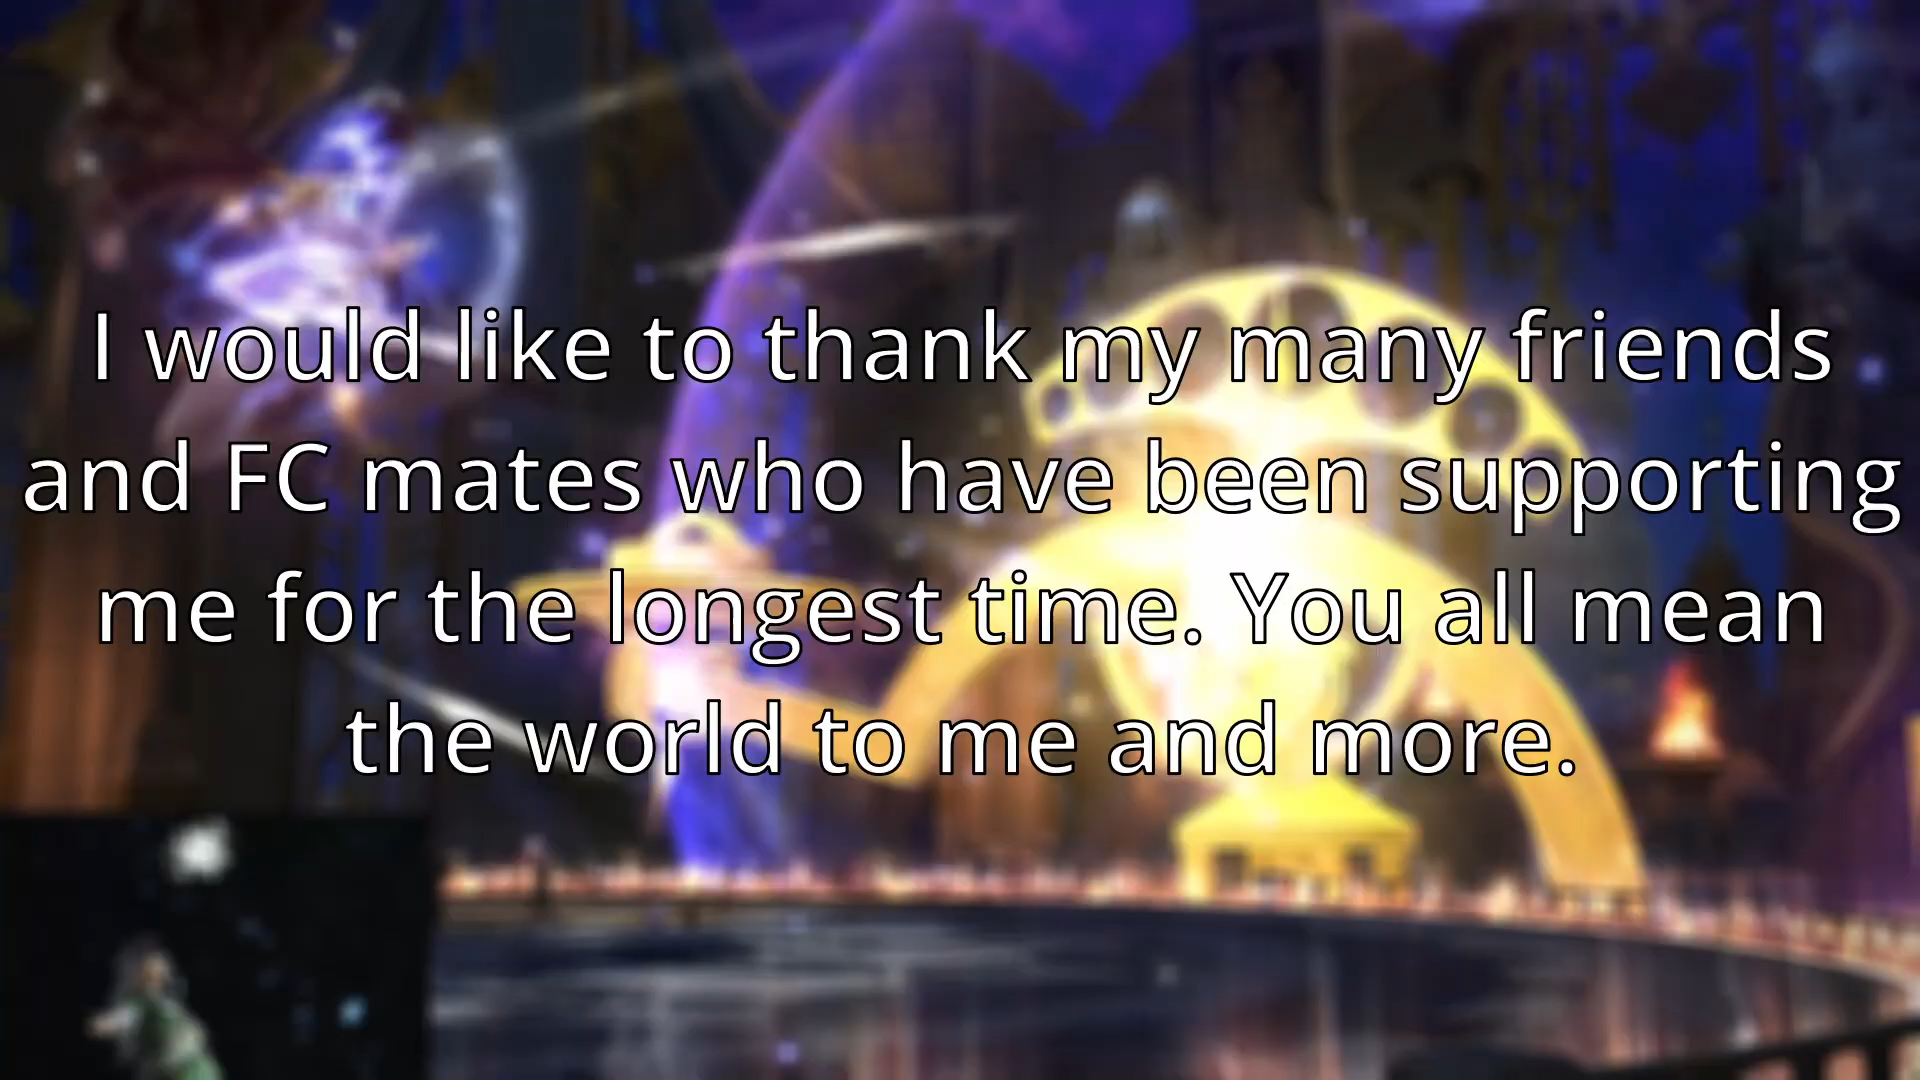 I would like to thank my many friends
and FC mates who have been supporting
me for the longest time. You all mean
the world to me and more.